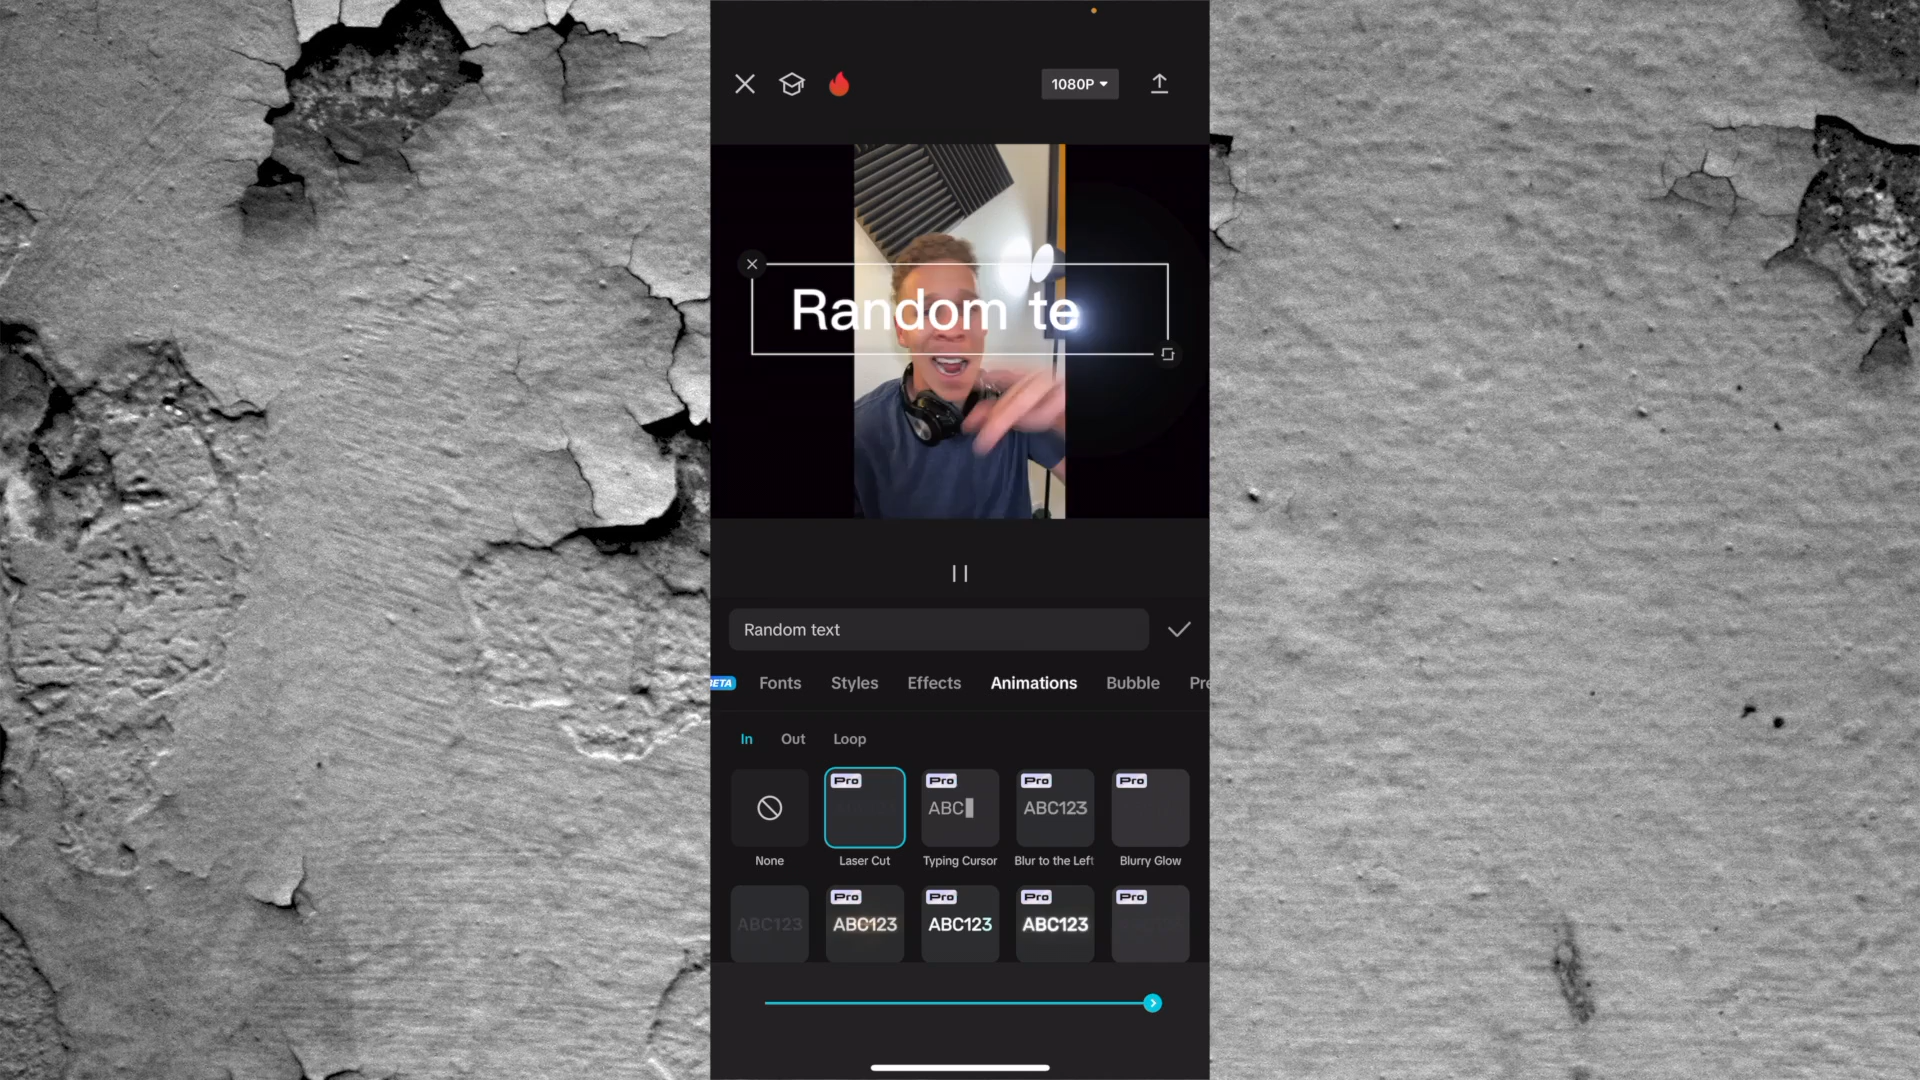 1080P
Random te
Random text
BETA Fonts Styles Effects Animations Bubble Pre
In Out Loop
Pro Pro Pro Pro
ABC ABC123
None Laser Cut Typing Cursor Blur to the Left Blurry Glow
Pro Pro Pro Pro
ABC123 ABC123 ABC123 ABC123